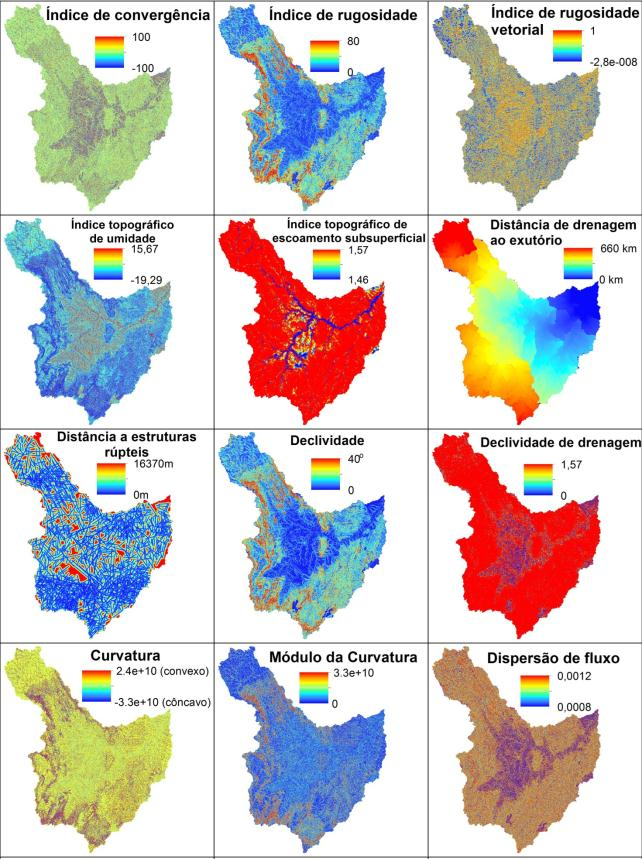 Índice de convergência
100
-100
Índice de rugosidade
80
0
Índice de rugosidade
vetorial
1
-2,8e-008
Índice topográfico
de umidade
15,67
-19,29
Índice topográfico de
escoamento subsuperficial
1,57
1,46
Distância de drenagem
ao exutório
660 km
0 km
Distância a estruturas
rúpteis
16370m
0m
Declividade
40⁰
0
Declividade de drenagem
1,57
0
Curvatura
2.4e+10 (convexo)
-3.3e+10 (côncavo)
Módulo da Curvatura
3.3e+10
0
Dispersão de fluxo
0,0012
0,0008